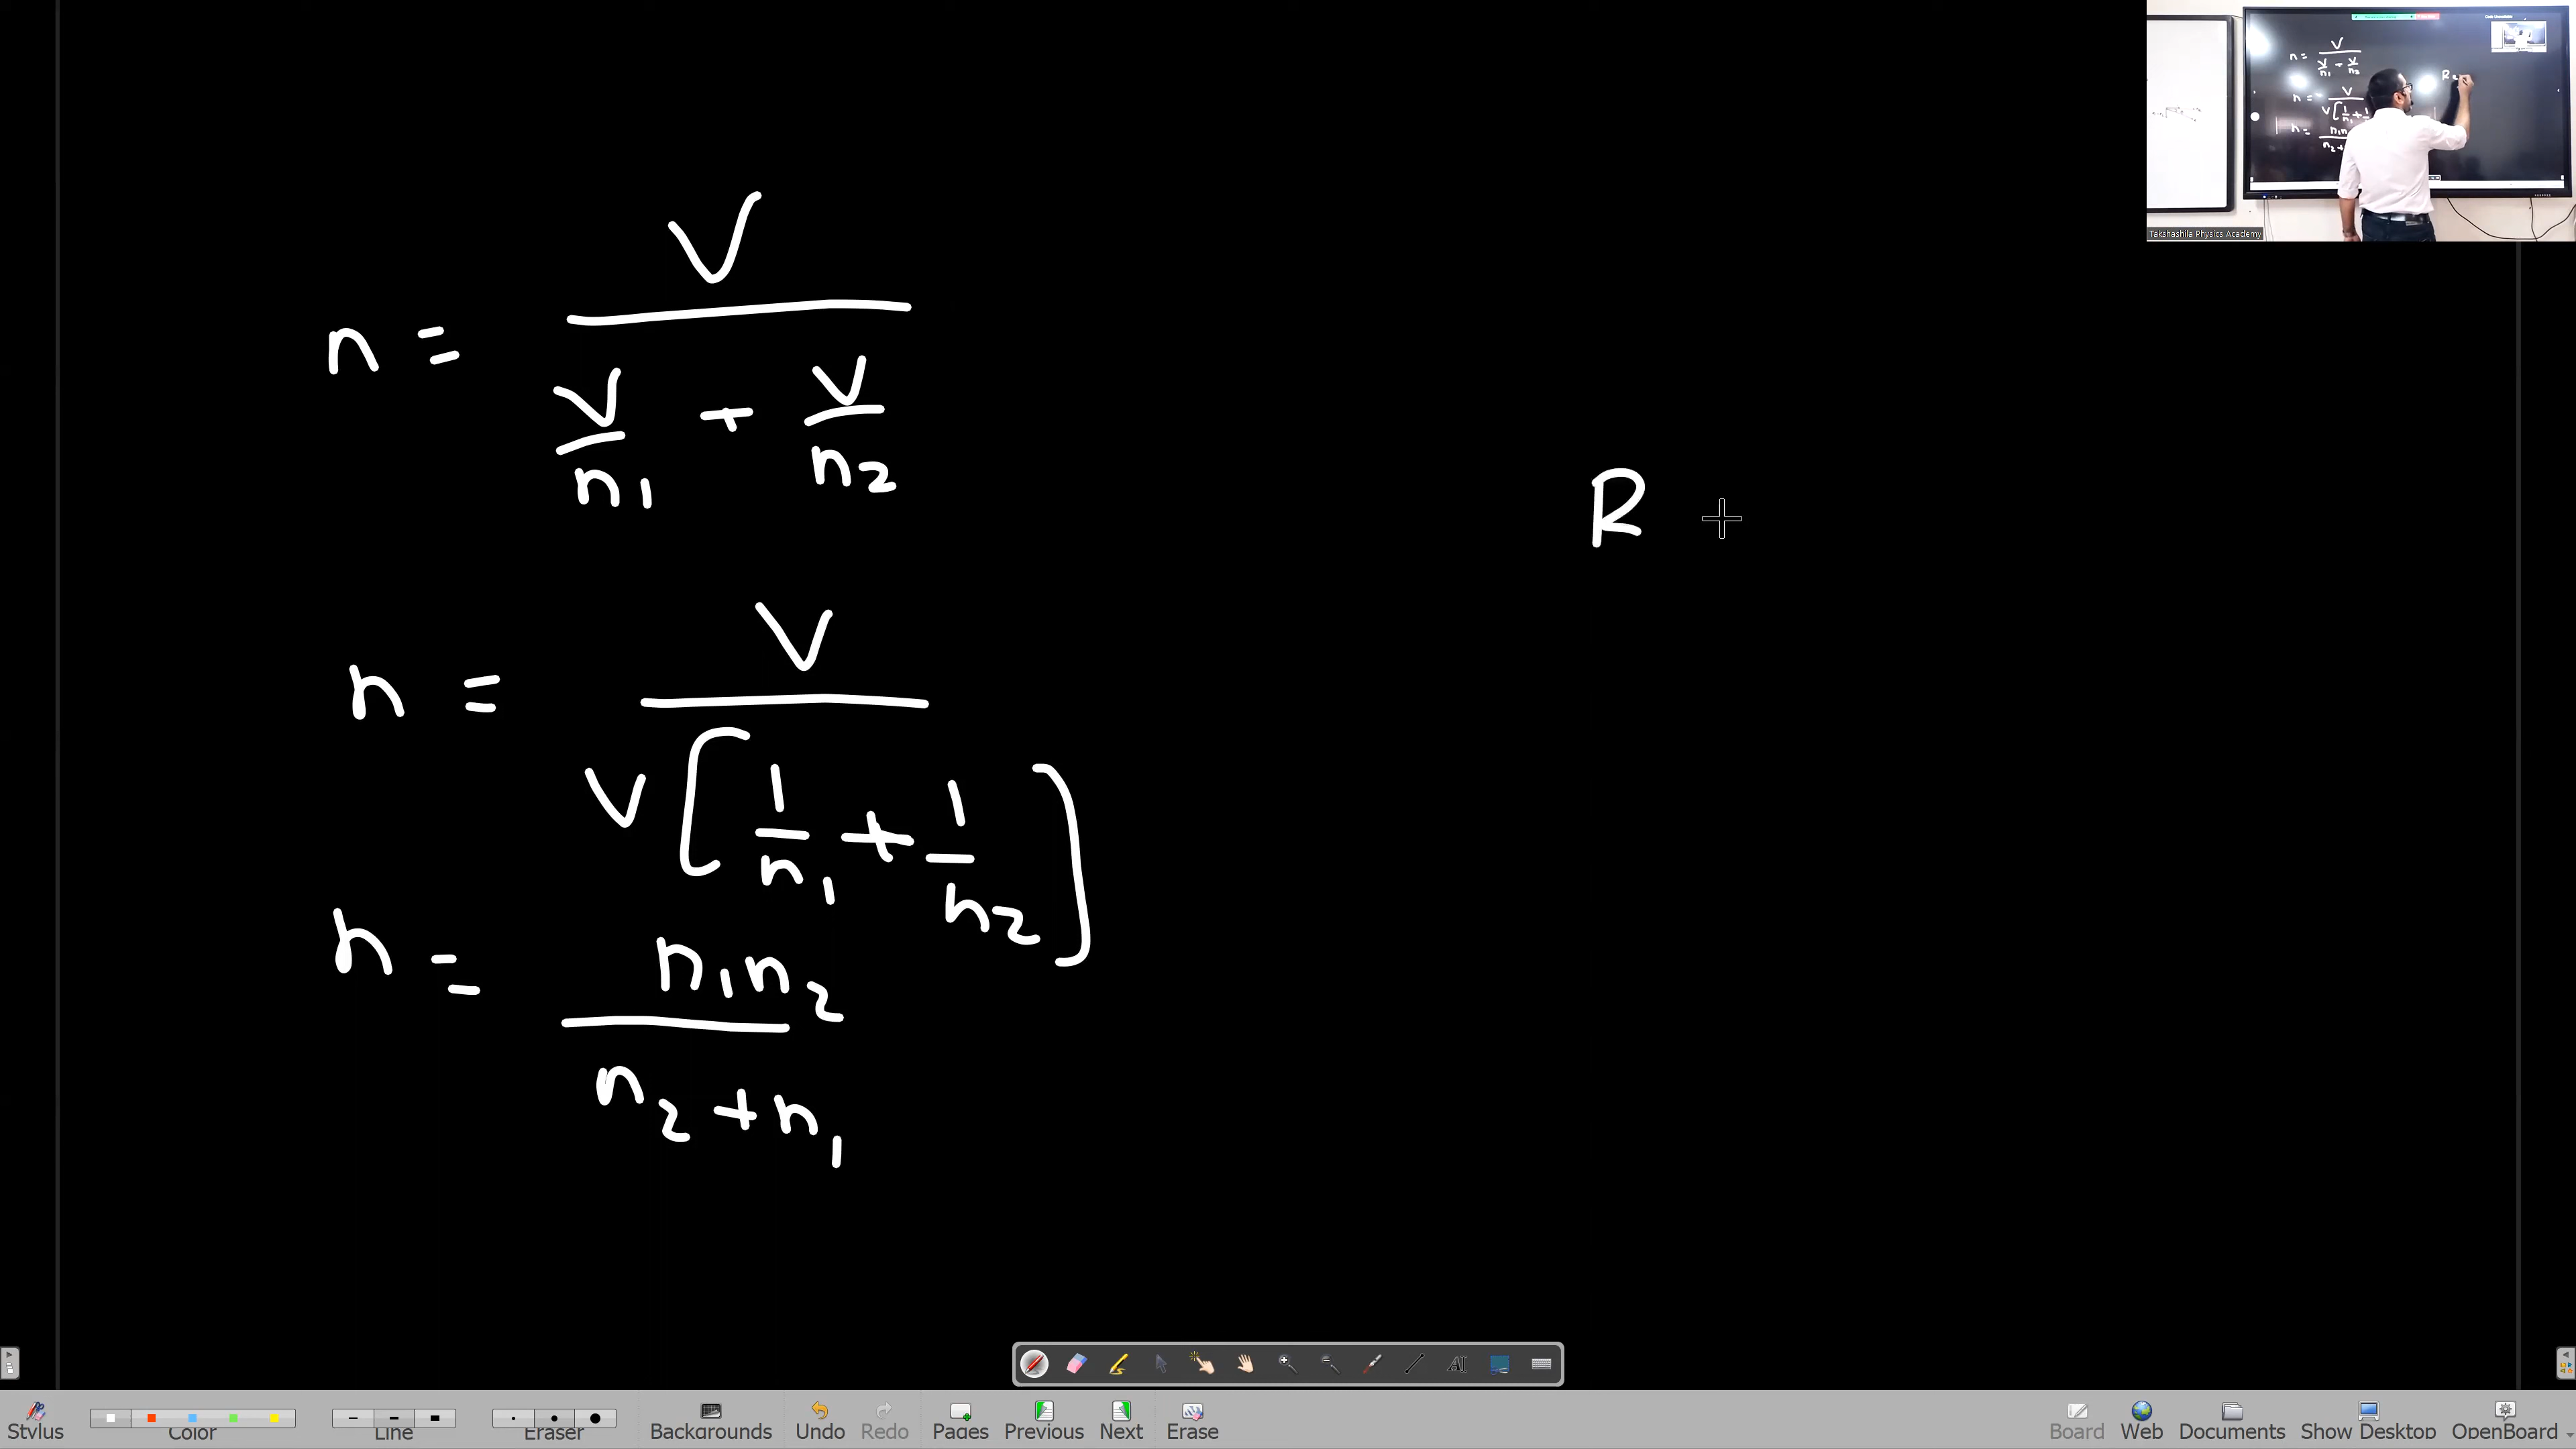 n = V / (V/n₁ + V/n₂)
n = V / (V[1/n₁ + 1/n₂])
n = n₁n₂ / (n₂ + n₁)
R
Takshashila Physics Academy
Stylus Color Line Eraser Backgrounds Undo Redo Pages Previous Next Erase Board Web Documents Show Desktop OpenBoard